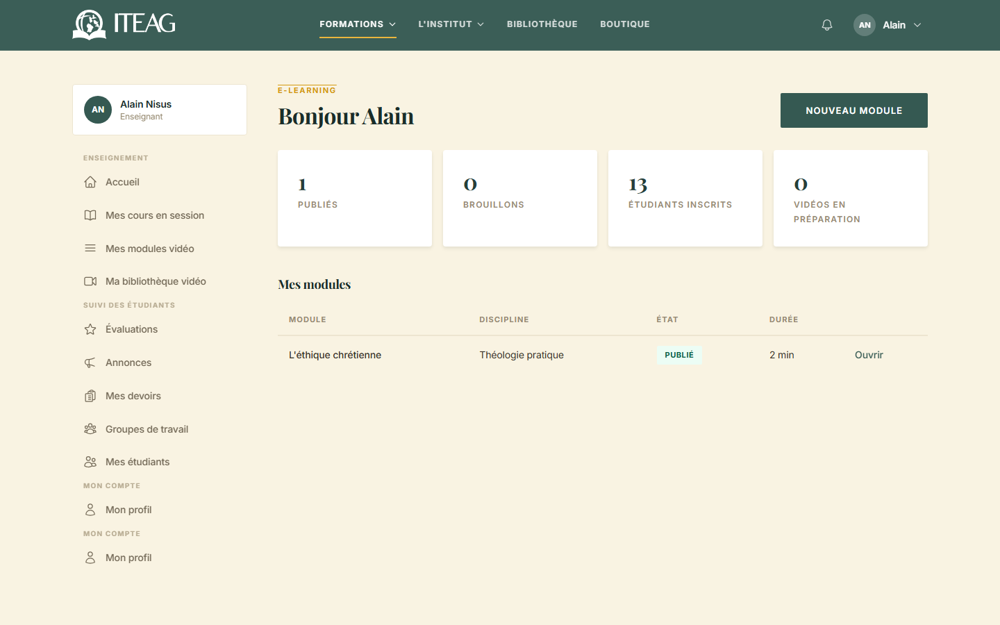 ITEAG
FORMATIONS
L'INSTITUT
BIBLIOTHÈQUE
BOUTIQUE
AN
Alain
AN
Alain Nisus
Enseignant
ENSEIGNEMENT
Accueil
Mes cours en session
Mes modules vidéo
Ma bibliothèque vidéo
SUIVI DES ÉTUDIANTS
Évaluations
Annonces
Mes devoirs
Groupes de travail
Mes étudiants
MON COMPTE
Mon profil
MON COMPTE
Mon profil
E-LEARNING
Bonjour Alain
NOUVEAU MODULE
1
PUBLIÉS
0
BROUILLONS
13
ÉTUDIANTS INSCRITS
0
VIDÉOS EN
PRÉPARATION
Mes modules
MODULE
DISCIPLINE
ÉTAT
DURÉE
L'éthique chrétienne
Théologie pratique
PUBLIÉ
2 min
Ouvrir